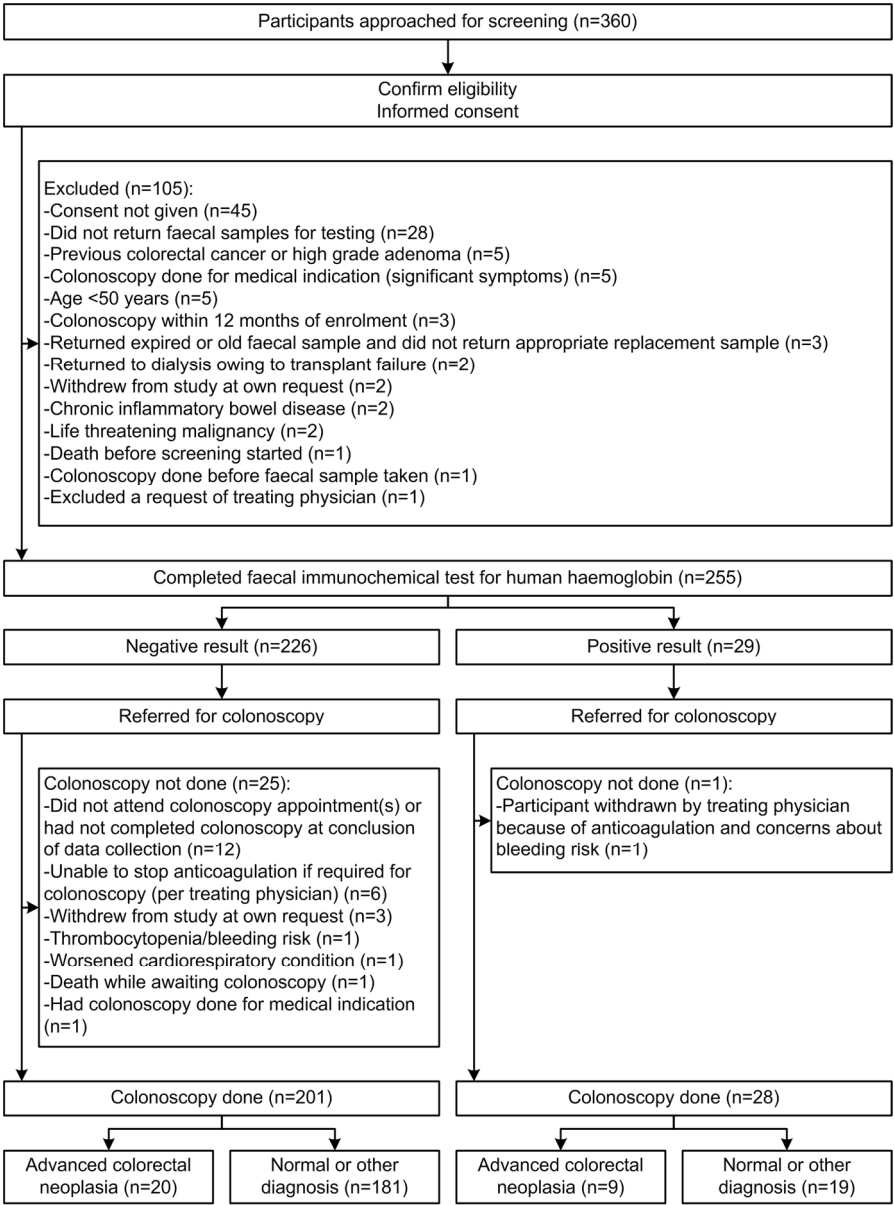 Participants approached for screening (n=360)
Confirm eligibility
Informed consent
Excluded (n=105):
-Consent not given (n=45)
-Did not return faecal samples for testing (n=28)
-Previous colorectal cancer or high grade adenoma (n=5)
-Colonoscopy done for medical indication (significant symptoms) (n=5)
-Age <50 years (n=5)
-Colonoscopy within 12 months of enrolment (n=3)
-Returned expired or old faecal sample and did not return appropriate replacement sample (n=3)
-Returned to dialysis owing to transplant failure (n=2)
-Withdrew from study at own request (n=2)
-Chronic inflammatory bowel disease (n=2)
-Life threatening malignancy (n=2)
-Death before screening started (n=1)
-Colonoscopy done before faecal sample taken (n=1)
-Excluded a request of treating physician (n=1)
Completed faecal immunochemical test for human haemoglobin (n=255)
Negative result (n=226)
Positive result (n=29)
Referred for colonoscopy
Referred for colonoscopy
Colonoscopy not done (n=25):
-Did not attend colonoscopy appointment(s) or
had not completed colonoscopy at conclusion
of data collection (n=12)
-Unable to stop anticoagulation if required for
colonoscopy (per treating physician) (n=6)
-Withdrew from study at own request (n=3)
-Thrombocytopenia/bleeding risk (n=1)
-Worsened cardiorespiratory condition (n=1)
-Death while awaiting colonoscopy (n=1)
-Had colonoscopy done for medical indication
(n=1)
Colonoscopy not done (n=1):
-Participant withdrawn by treating physician
because of anticoagulation and concerns about
bleeding risk (n=1)
Colonoscopy done (n=201)
Colonoscopy done (n=28)
Advanced colorectal
neoplasia (n=20)
Normal or other
diagnosis (n=181)
Advanced colorectal
neoplasia (n=9)
Normal or other
diagnosis (n=19)